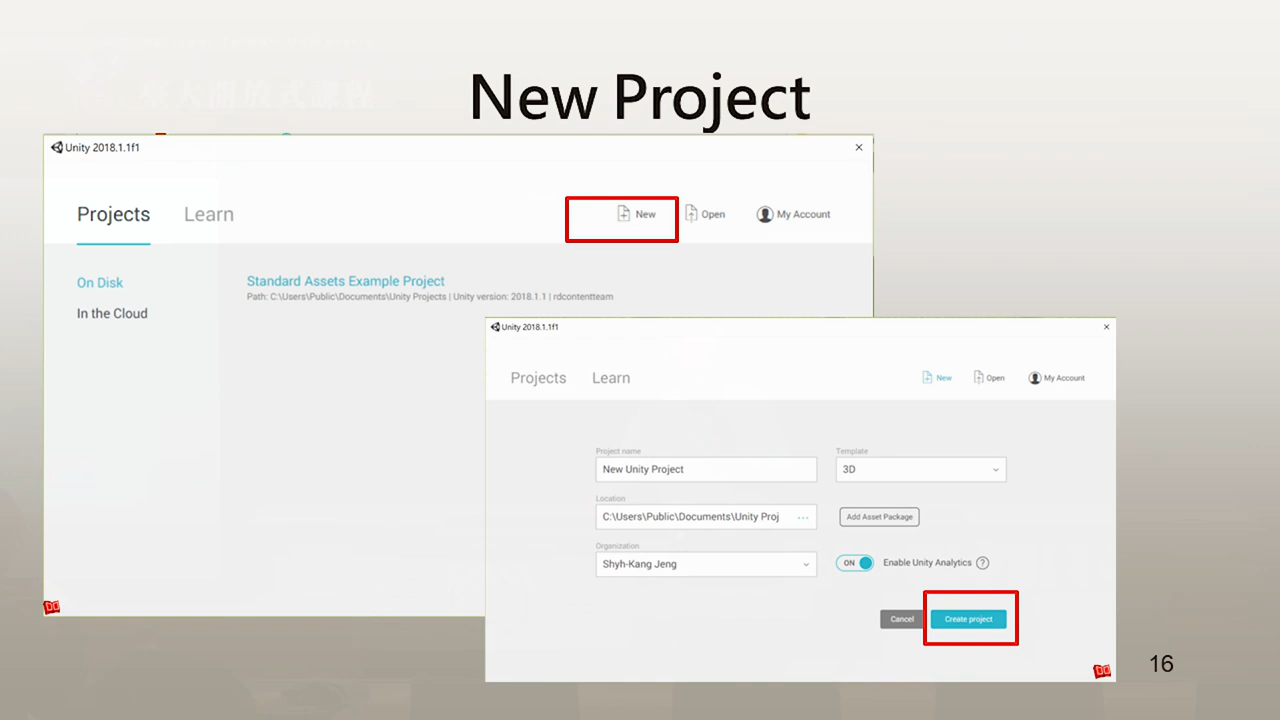 New Project
Unity 2018.1.1f1
Projects Learn New Open My Account
On Disk
In the Cloud
Standard Assets Example Project
Path: C:\Users\Public\Documents\Unity Projects | Unity version: 2018.1.1 | rdcontentteam
Unity 2018.1.1f1
Projects Learn New Open My Account
Project name
New Unity Project
Template
3D
Location
C:\Users\Public\Documents\Unity Proj ...
Add Asset Package
Organization
Shyh-Kang Jeng
ON Enable Unity Analytics ?
Cancel Create project
16